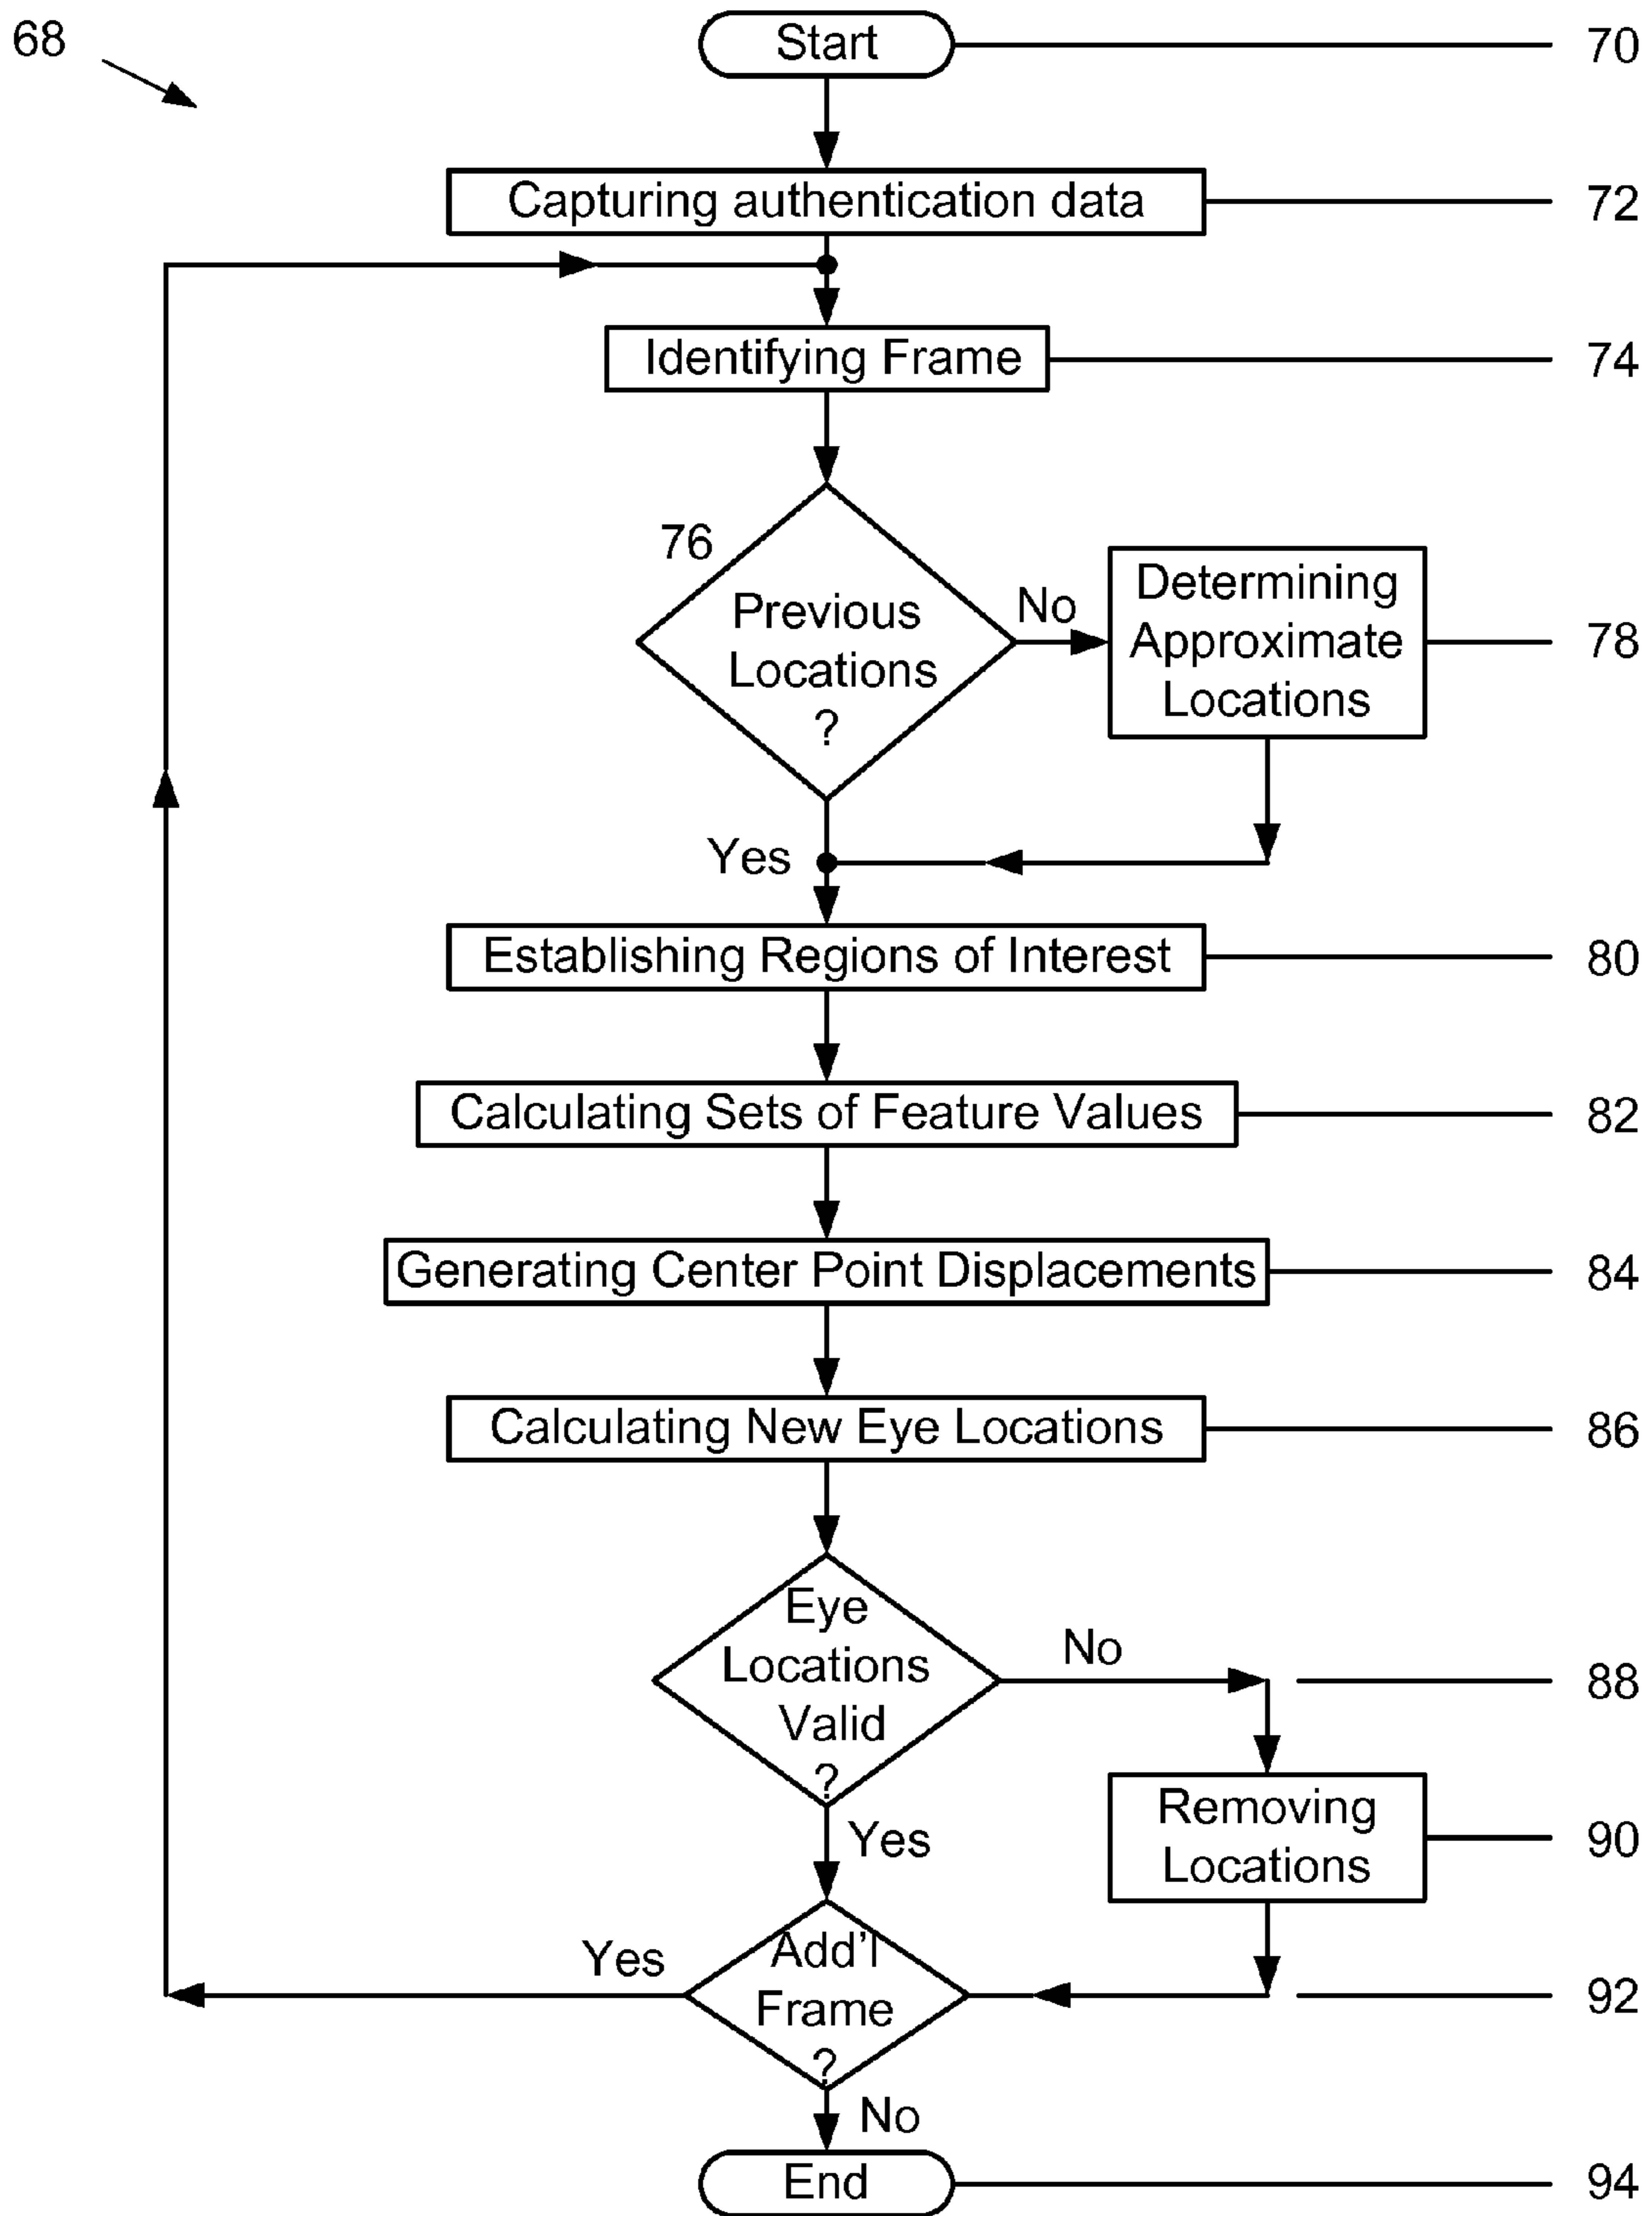 68
Start
70
Capturing authentication data
72
Identifying Frame
74
76
Previous
Locations
?
No
Determining
Approximate
Locations
78
Yes
Establishing Regions of Interest
80
Calculating Sets of Feature Values
82
Generating Center Point Displacements
84
Calculating New Eye Locations
86
Eye
Locations
Valid
?
No
88
Yes
Removing
Locations
90
Add'l
Frame
?
Yes
92
No
End
94